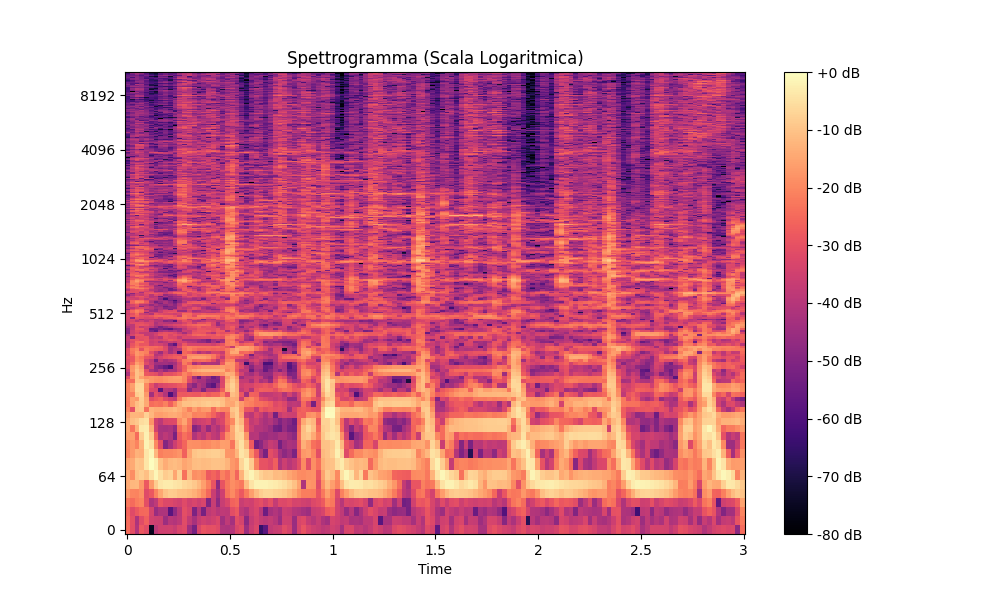 Spettrogramma (Scala Logaritmica)
Hz
8192
4096
2048
1024
512
256
128
64
0
0 0.5 1 1.5 2 2.5 3
Time
+0 dB
-10 dB
-20 dB
-30 dB
-40 dB
-50 dB
-60 dB
-70 dB
-80 dB